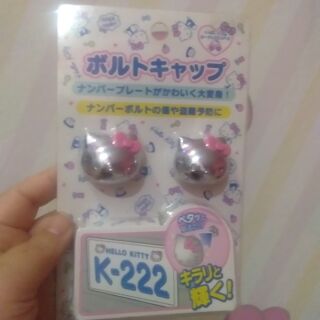 ボルトキャップ
ナンバープレートがかわいく大変身!
ナンバーボルトの傷や盗難予防に
HELLO KITTY
K-222
キラリと
輝く!